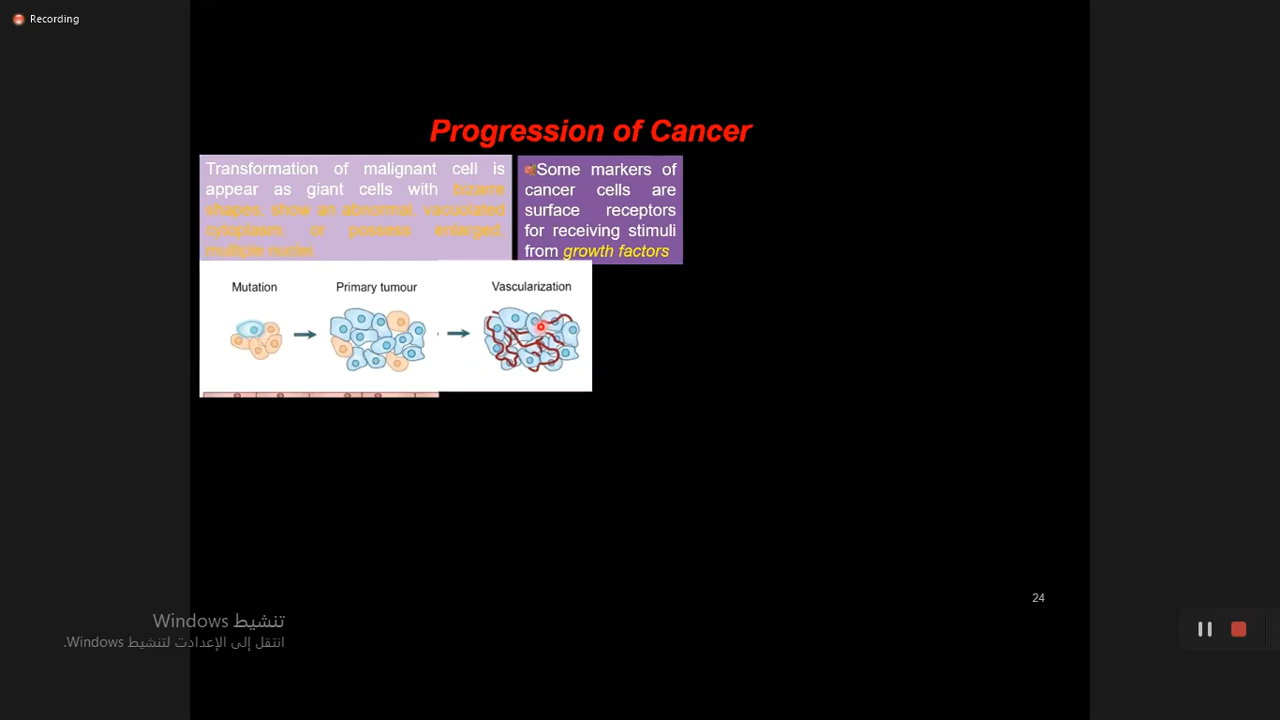 Recording
Progression of Cancer
Transformation of malignant cell is
appear as giant cells with bizarre
shapes, show an abnormal, vacuolated
cytoplasm, or possess enlarged,
multiple nuclei
Some markers of
cancer cells are
surface receptors
for receiving stimuli
from growth factors
Mutation
Primary tumour
Vascularization
24
تنشيط Windows
انتقل إلى الإعدادت لتنشيط Windows.